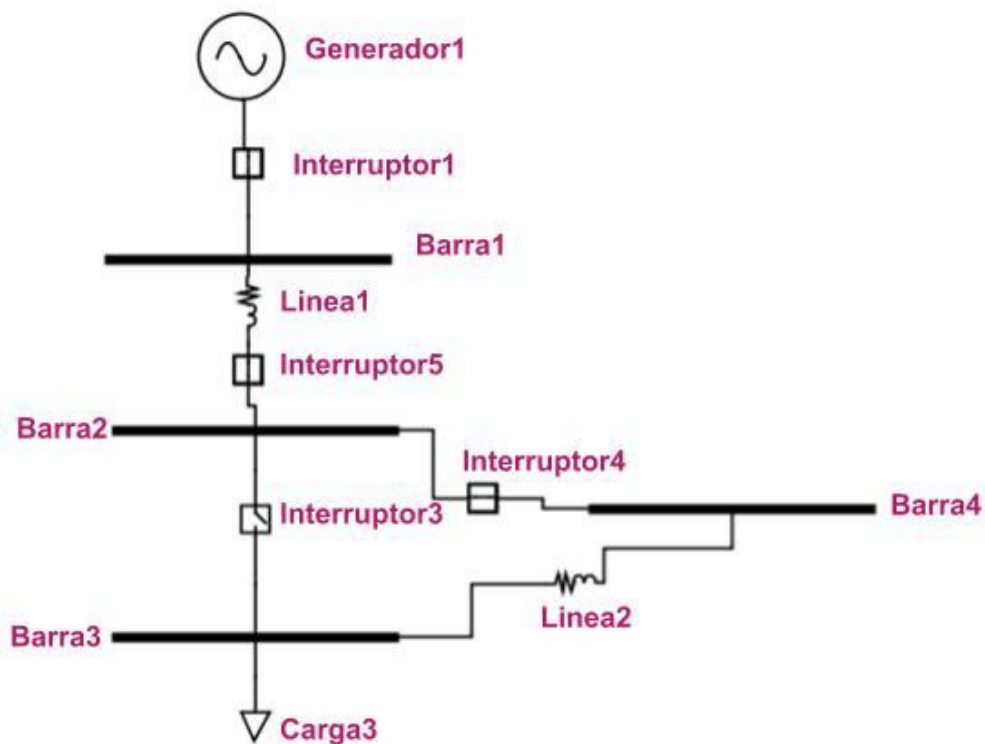 Generador1
Interruptor1
Barra1
Linea1
Interruptor5
Barra2
Interruptor4
Interruptor3
Barra4
Linea2
Barra3
Carga3